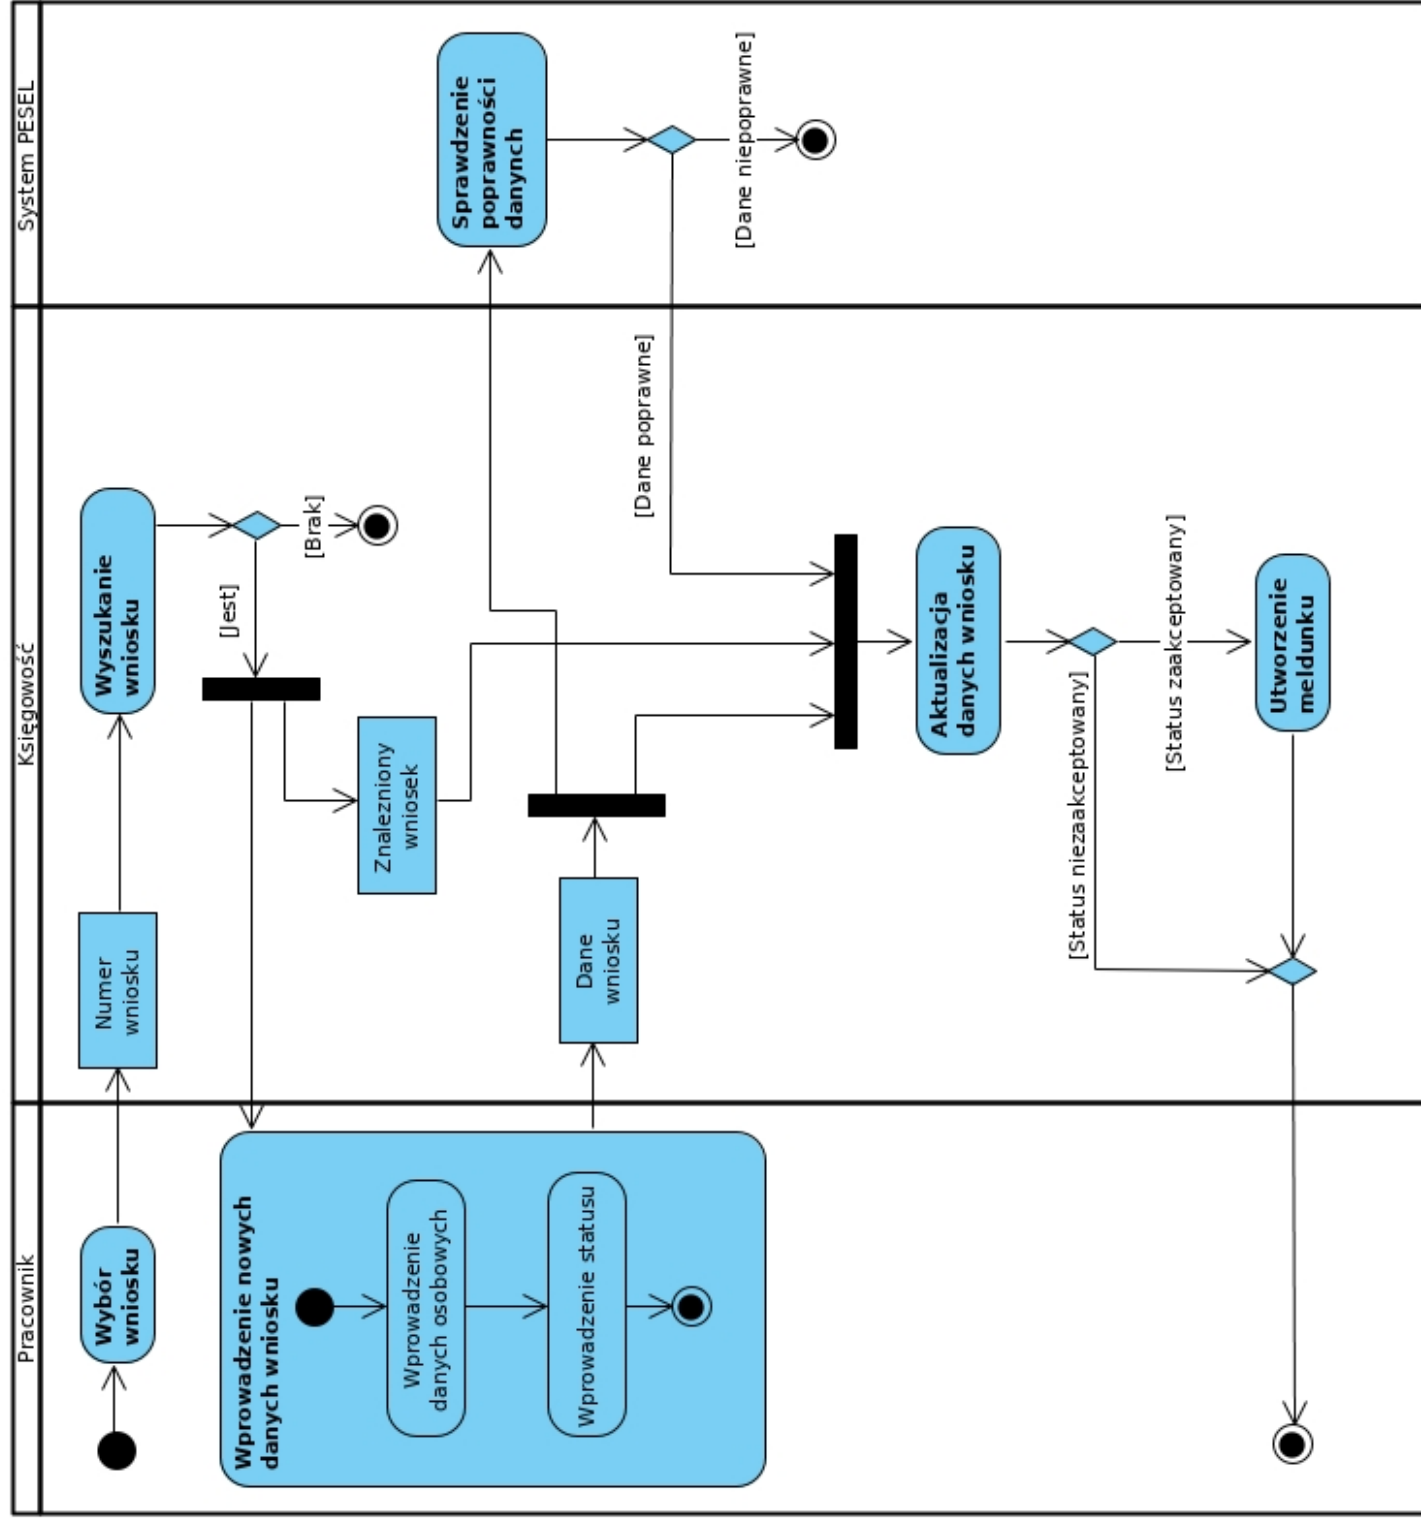 Pracownik
Księgowość
System PESEL
Wybór
wniosku
Numer
wniosku
Wyszukanie
wniosku
[Brak]
[Jest]
Wprowadzenie nowych
danych wniosku
Wprowadzenie
danych osobowych
Wprowadzenie statusu
Znalezniony
wniosek
Dane
wniosku
Sprawdzenie
poprawności
danynch
[Dane niepoprawne]
[Dane poprawne]
Aktualizacja
danych wniosku
[Status niezaakceptowany]
[Status zaakceptowany]
Utworzenie
meldunku